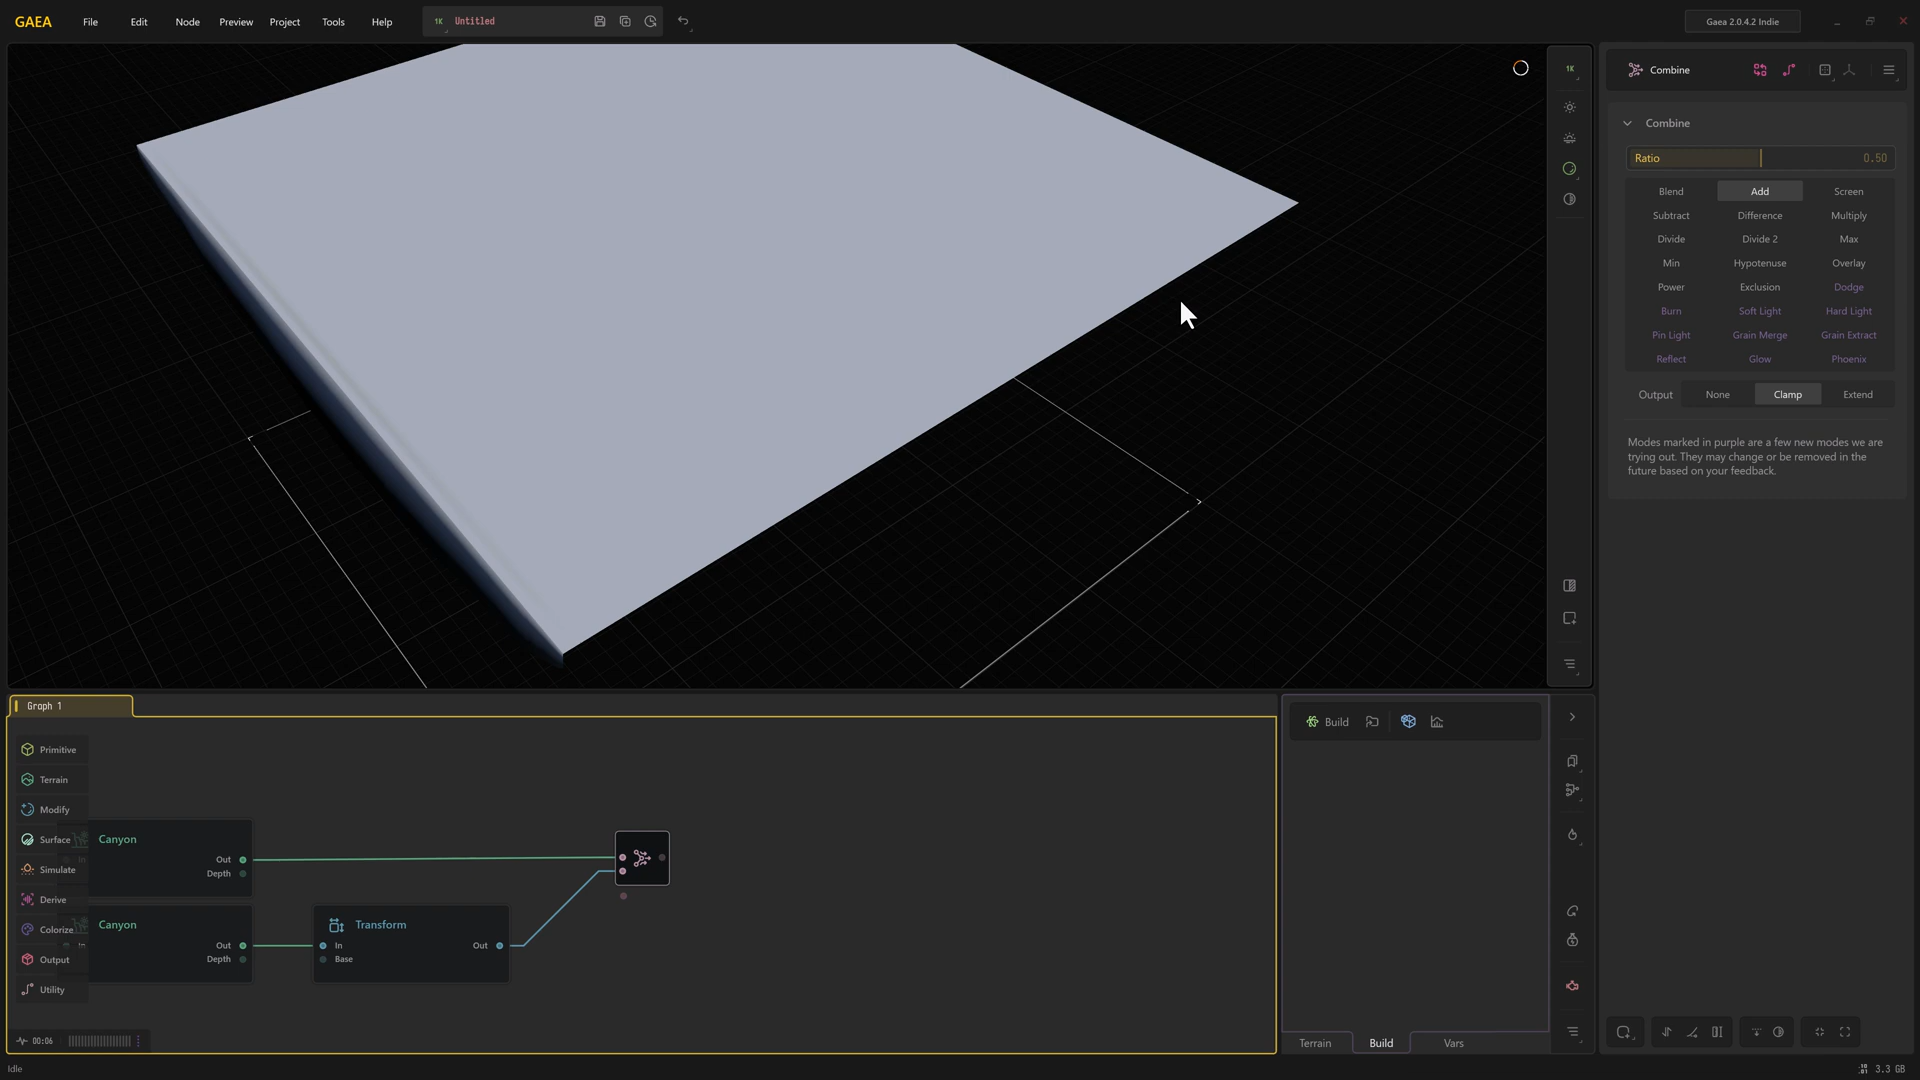 GAEA
File
Edit
Node
Preview
Project
Tools
Help
1K
Untitled
Gaea 2.0.4.2 Indie
1K
Combine
Combine
Ratio 0.50
Blend Add Screen
Subtract Difference Multiply
Divide Divide 2 Max
Min Hypotenuse Overlay
Power Exclusion Dodge
Burn Soft Light Hard Light
Pin Light Grain Merge Grain Extract
Reflect Glow Phoenix
Output None Clamp Extend
Modes marked in purple are a few new modes we are
trying out. They may change or be removed in the
future based on your feedback.
Graph 1
Primitive
Terrain
Modify
Surface
Simulate
Derive
Colorize
Output
Utility
Canyon
In
Out
Depth
Canyon
In
Out
Depth
Transform
In
Out
Base
Build
Terrain
Build
Vars
00:06
Idle
3.3 GB